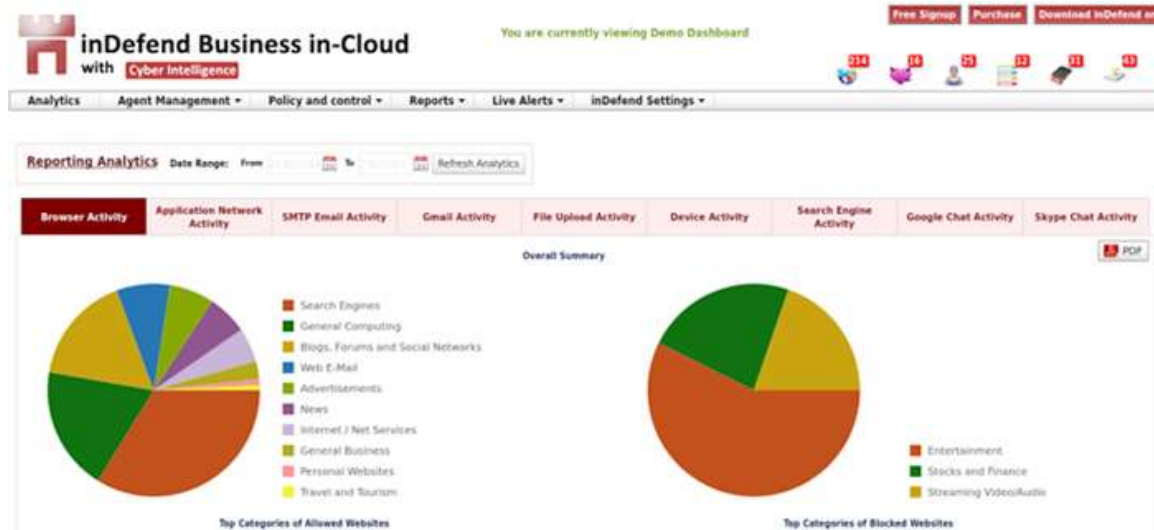 Free Signup Purchase Download inDefend on
inDefend Business in-Cloud
with Cyber Intelligence
You are currently viewing Demo Dashboard
214 16 25 12 31 43
Analytics Agent Management Policy and control Reports Live Alerts inDefend Settings
Reporting Analytics Date Range: From To Refresh Analytics
Browser Activity
Application Network
Activity
SMTP Email Activity
Gmail Activity
File Upload Activity
Device Activity
Search Engine
Activity
Google Chat Activity
Skype Chat Activity
Overall Summary
PDF
Search Engines
General Computing
Blogs, Forums and Social Networks
Web E-Mail
Advertisements
News
Internet / Net Services
General Business
Personal Websites
Travel and Tourism
Entertainment
Stocks and Finance
Streaming Video/Audio
Top Categories of Allowed Websites
Top Categories of Blocked Websites